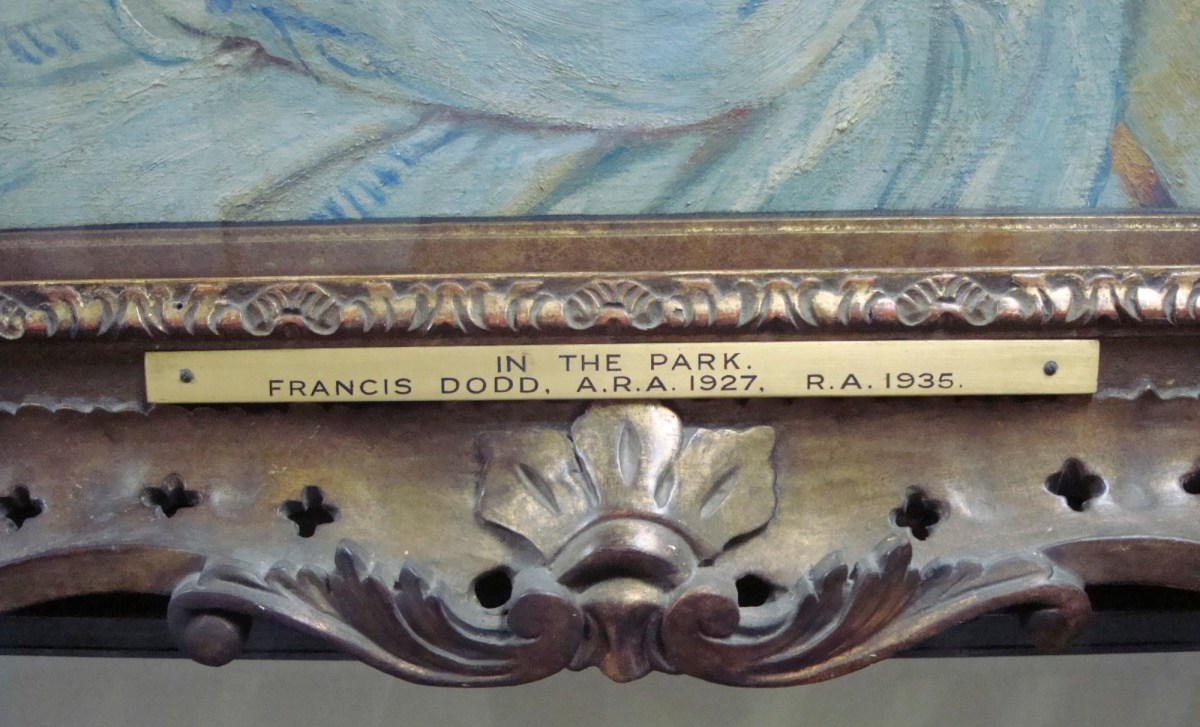 IN THE PARK.
FRANCIS DODD, A.R.A. 1927, R.A. 1935.